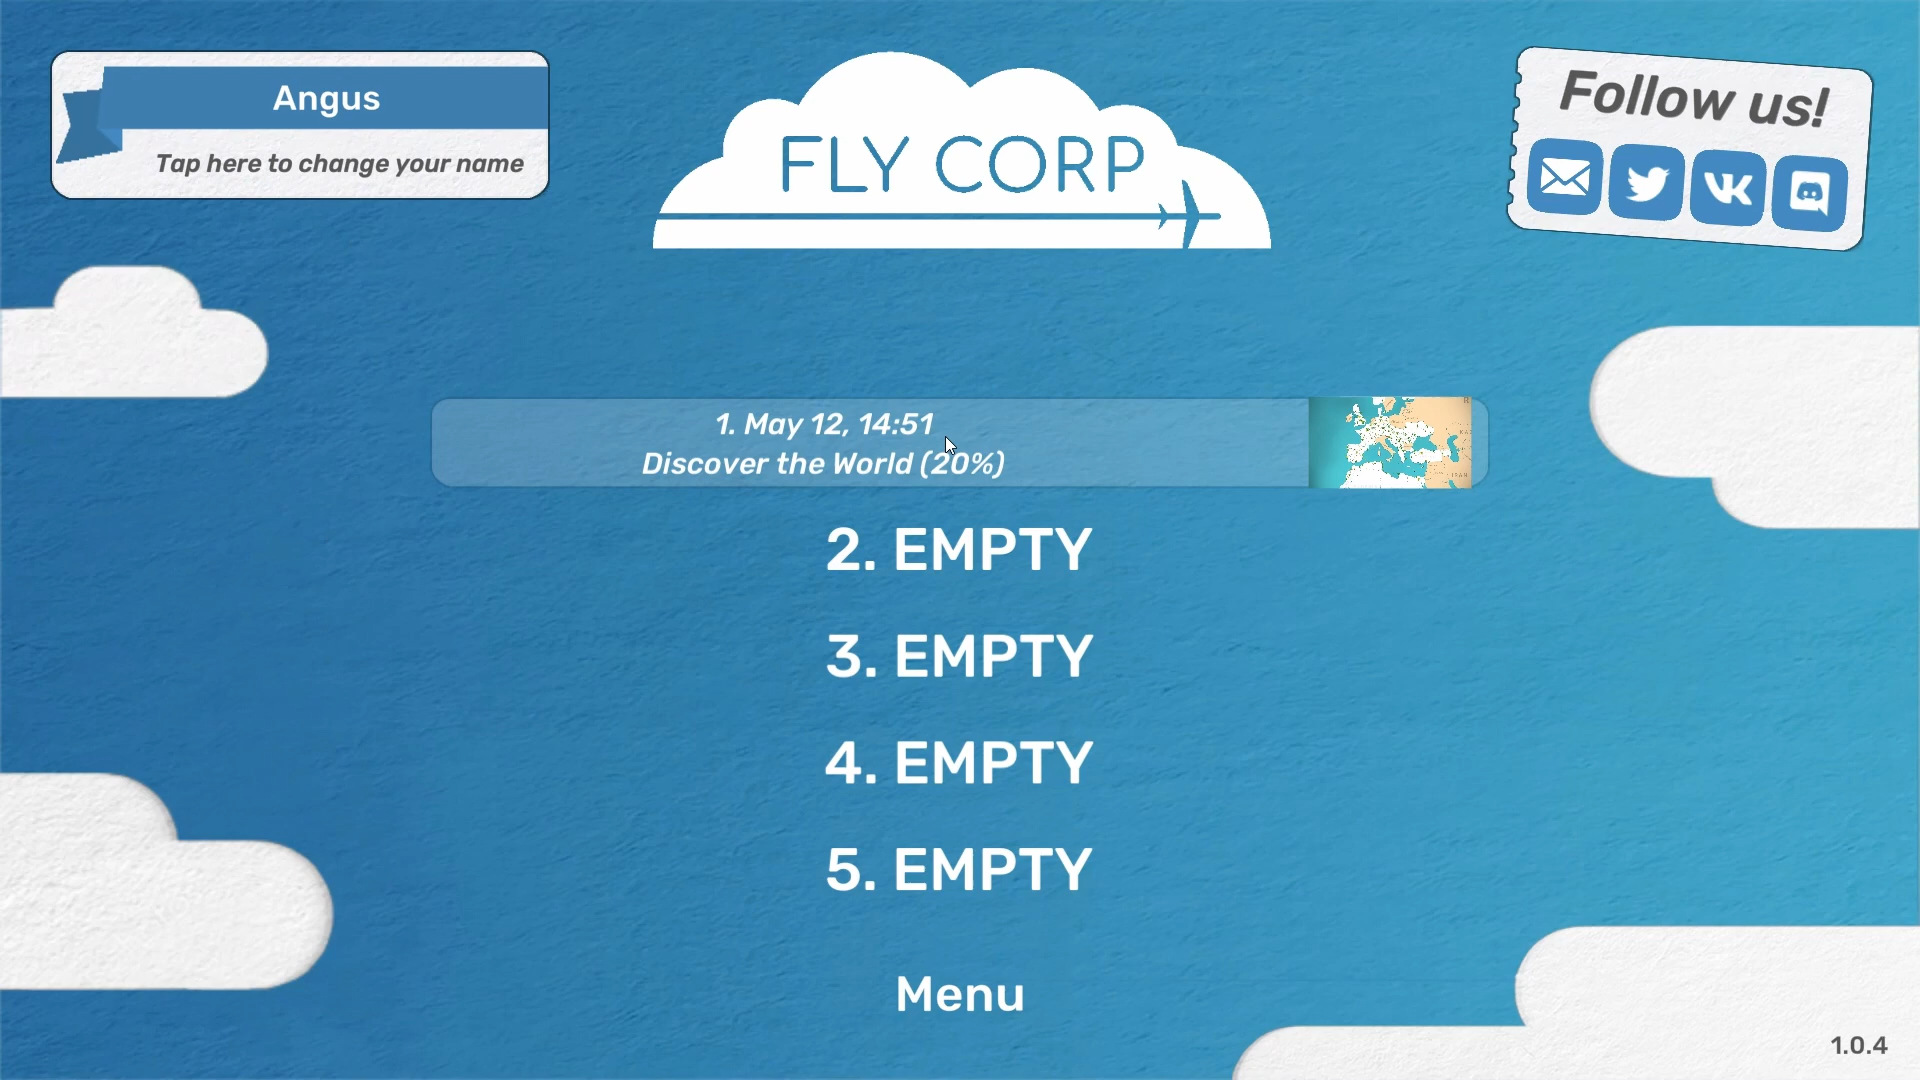 Angus
Tap here to change your name
FLY CORP
Follow us!
1. May 12, 14:51
Discover the World (20%)
2. EMPTY
3. EMPTY
4. EMPTY
5. EMPTY
Menu
1.0.4